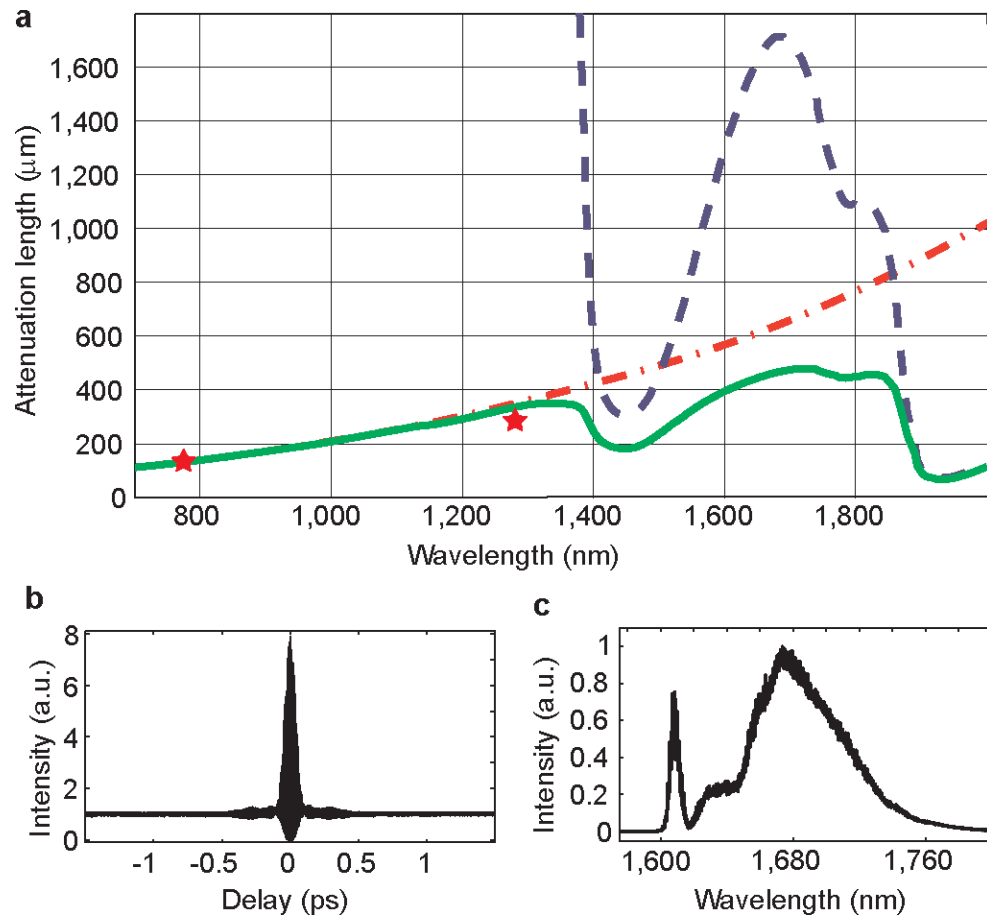 a
1,600
1,400
1,200
1,000
800
600
400
200
0
Attenuation length (μm)
800 1,000 1,200 1,400 1,600 1,800
Wavelength (nm)
b
8
6
4
2
0
Intensity (a.u.)
-1 -0.5 0 0.5 1
Delay (ps)
c
1
0.8
0.6
0.4
0.2
0
Intensity (a.u.)
1,600 1,680 1,760
Wavelength (nm)